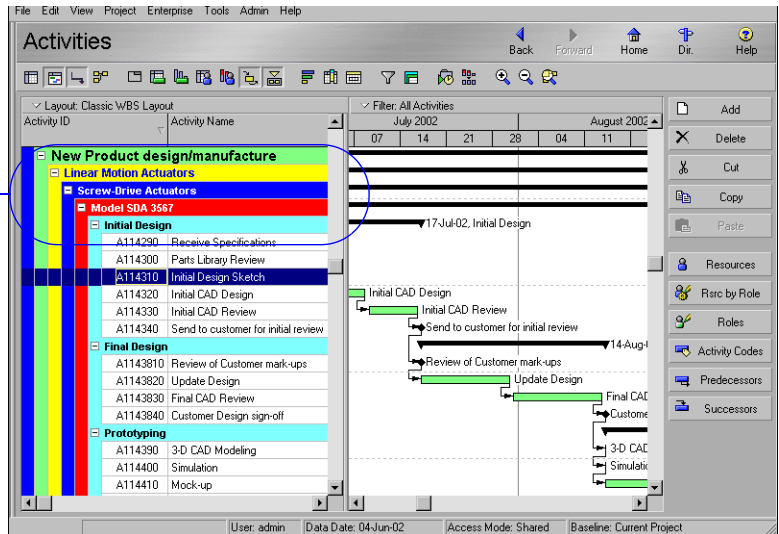 File Edit View Project Enterprise Tools Admin Help
Activities
Back Forward Home Dir. Help
Layout: Classic WBS Layout
Filter: All Activities
Activity ID Activity Name
July 2002 August 2002
07 14 21 28 04 11
New Product design/manufacture
Linear Motion Actuators
Screw-Drive Actuators
Model SDA 3567
Initial Design
17-Jul-02, Initial Design
A114290 Receive Specifications
A114300 Parts Library Review
A114310 Initial Design Sketch
A114320 Initial CAD Design
Initial CAD Design
A114330 Initial CAD Review
Initial CAD Review
A114340 Send to customer for initial review
Send to customer for initial review
Final Design
14-Aug-
A1143810 Review of Customer mark-ups
Review of Customer mark-ups
A1143820 Update Design
Update Design
A1143830 Final CAD Review
Final CAD
A1143840 Customer Design sign-off
Custome
Prototyping
A114390 3-D CAD Modeling
3-D CAD
A114400 Simulation
Simulatio
A114410 Mock-up
Add
Delete
Cut
Copy
Paste
Resources
Rsrc by Role
Roles
Activity Codes
Predecessors
Successors
User: admin Data Date: 04-Jun-02 Access Mode: Shared Baseline: Current Project